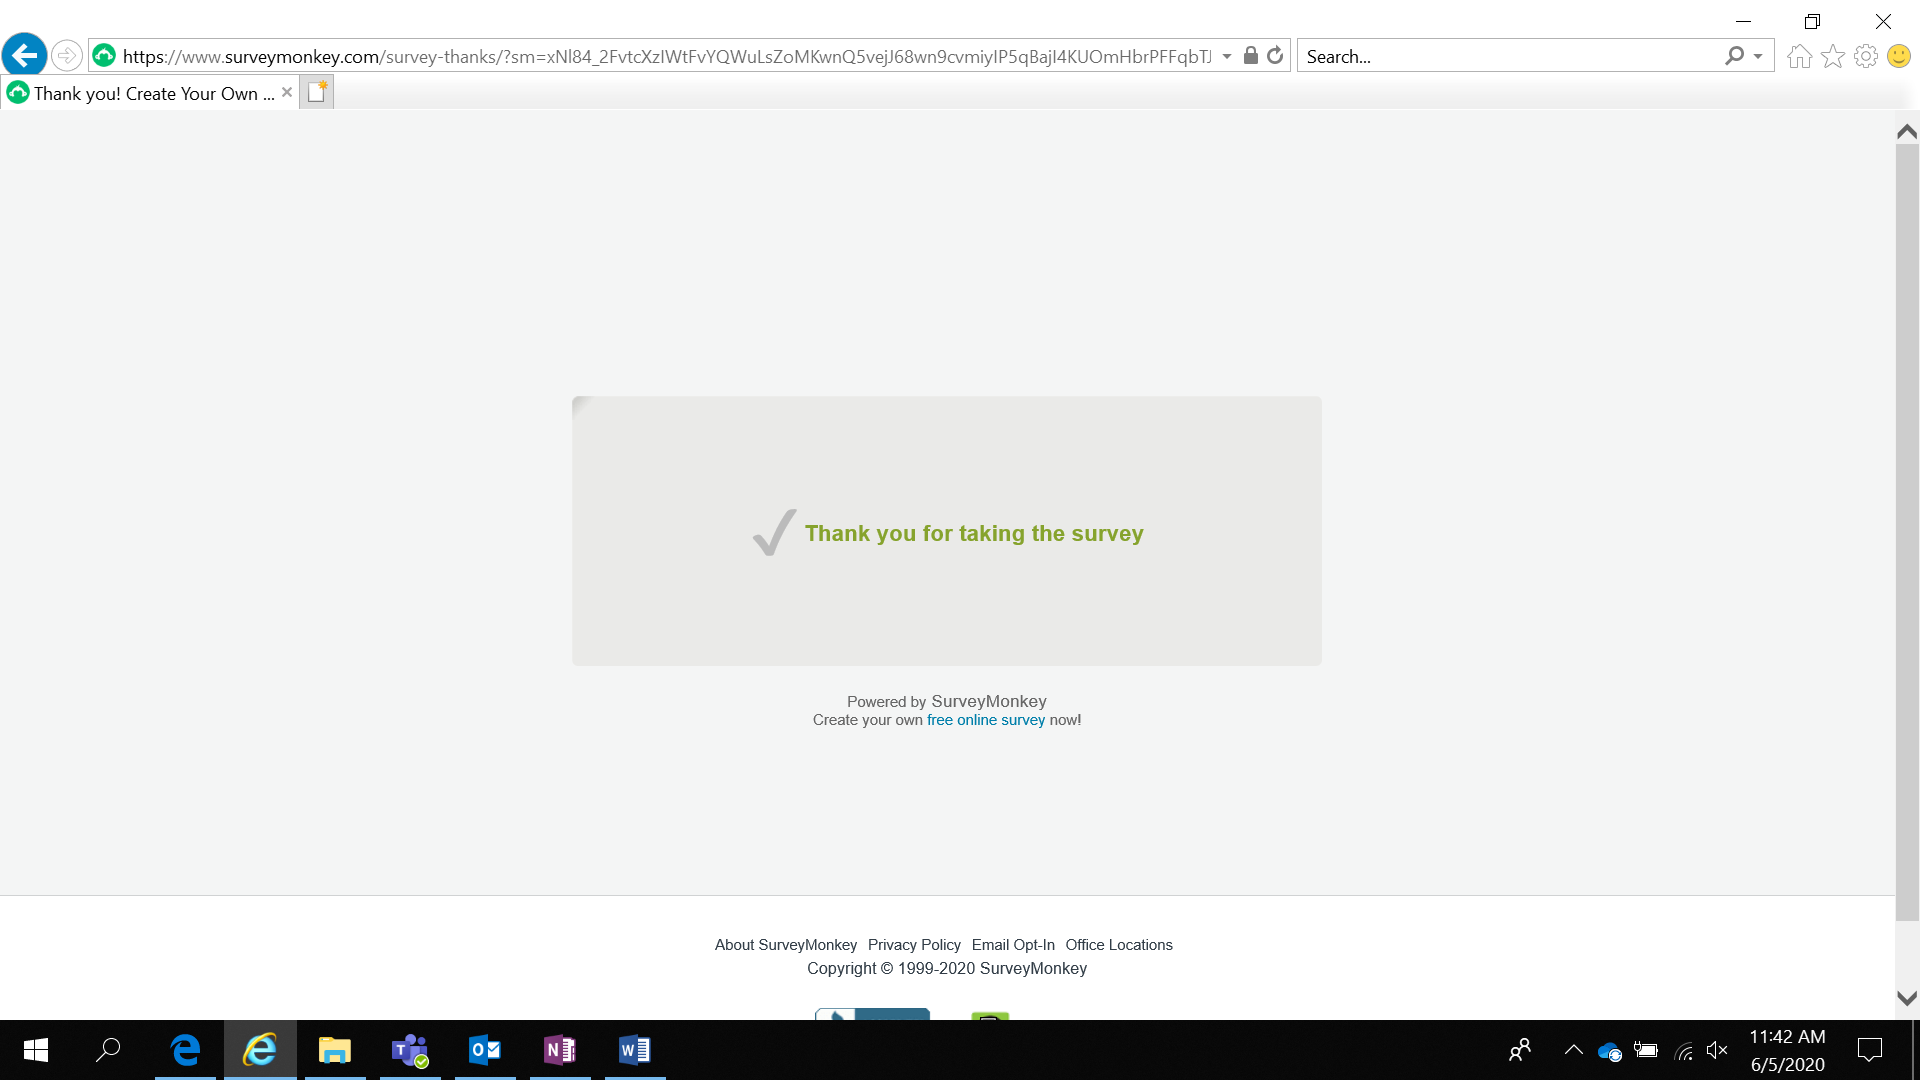 https://www.surveymonkey.com/survey-thanks/?sm=xNl84_2FvtcXzIWtFvYQWuLsZoMKwnQ5vejJ68wn9cvmiyIP5qBajI4KUOmHbrPFFqbTJ
Search...
Thank you! Create Your Own ...
Thank you for taking the survey
Powered by SurveyMonkey
Create your own free online survey now!
About SurveyMonkey Privacy Policy Email Opt-In Office Locations
Copyright © 1999-2020 SurveyMonkey
11:42 AM
6/5/2020